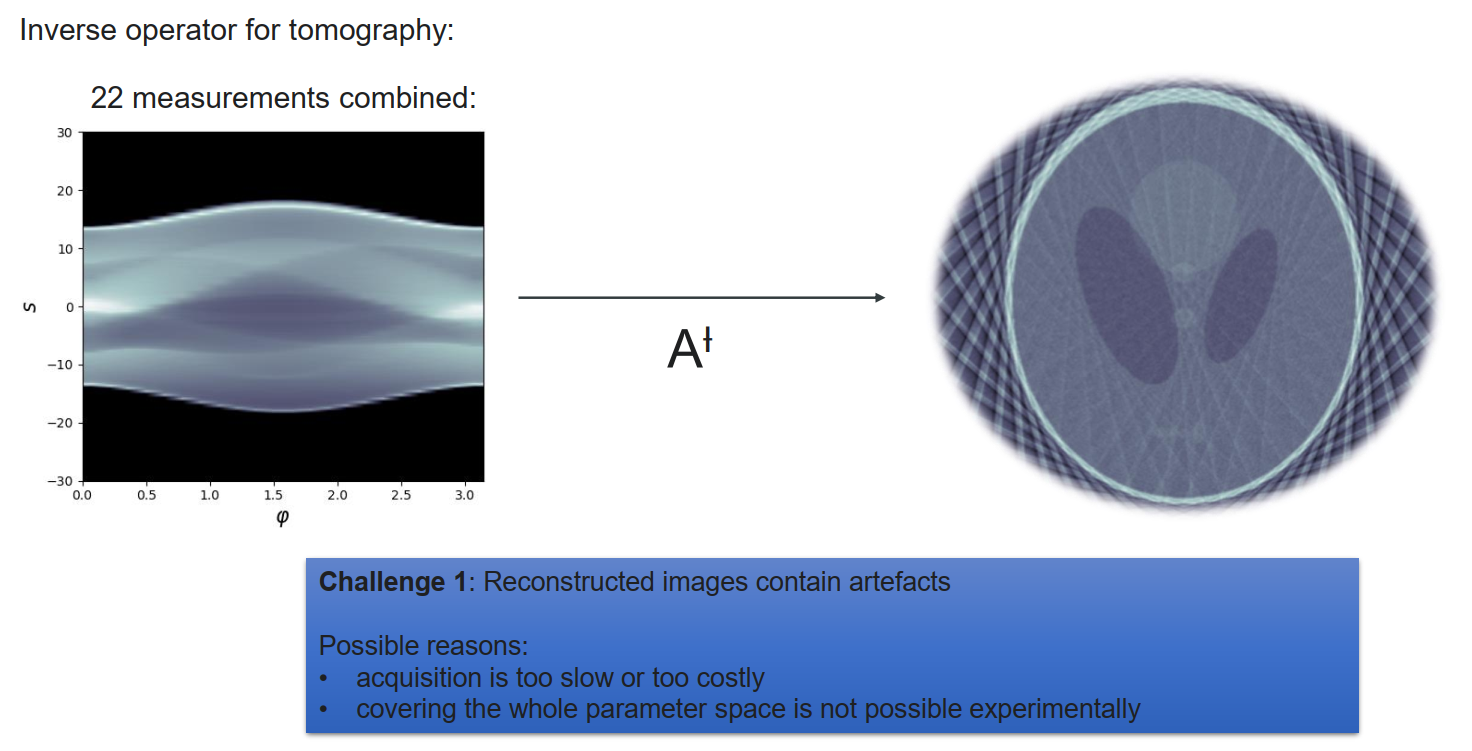 Inverse operator for tomography:
22 measurements combined:
30
20
10
0
−10
−20
−30
s
0.0 0.5 1.0 1.5 2.0 2.5 3.0
φ
A†
Challenge 1: Reconstructed images contain artefacts
Possible reasons:
• acquisition is too slow or too costly
• covering the whole parameter space is not possible experimentally